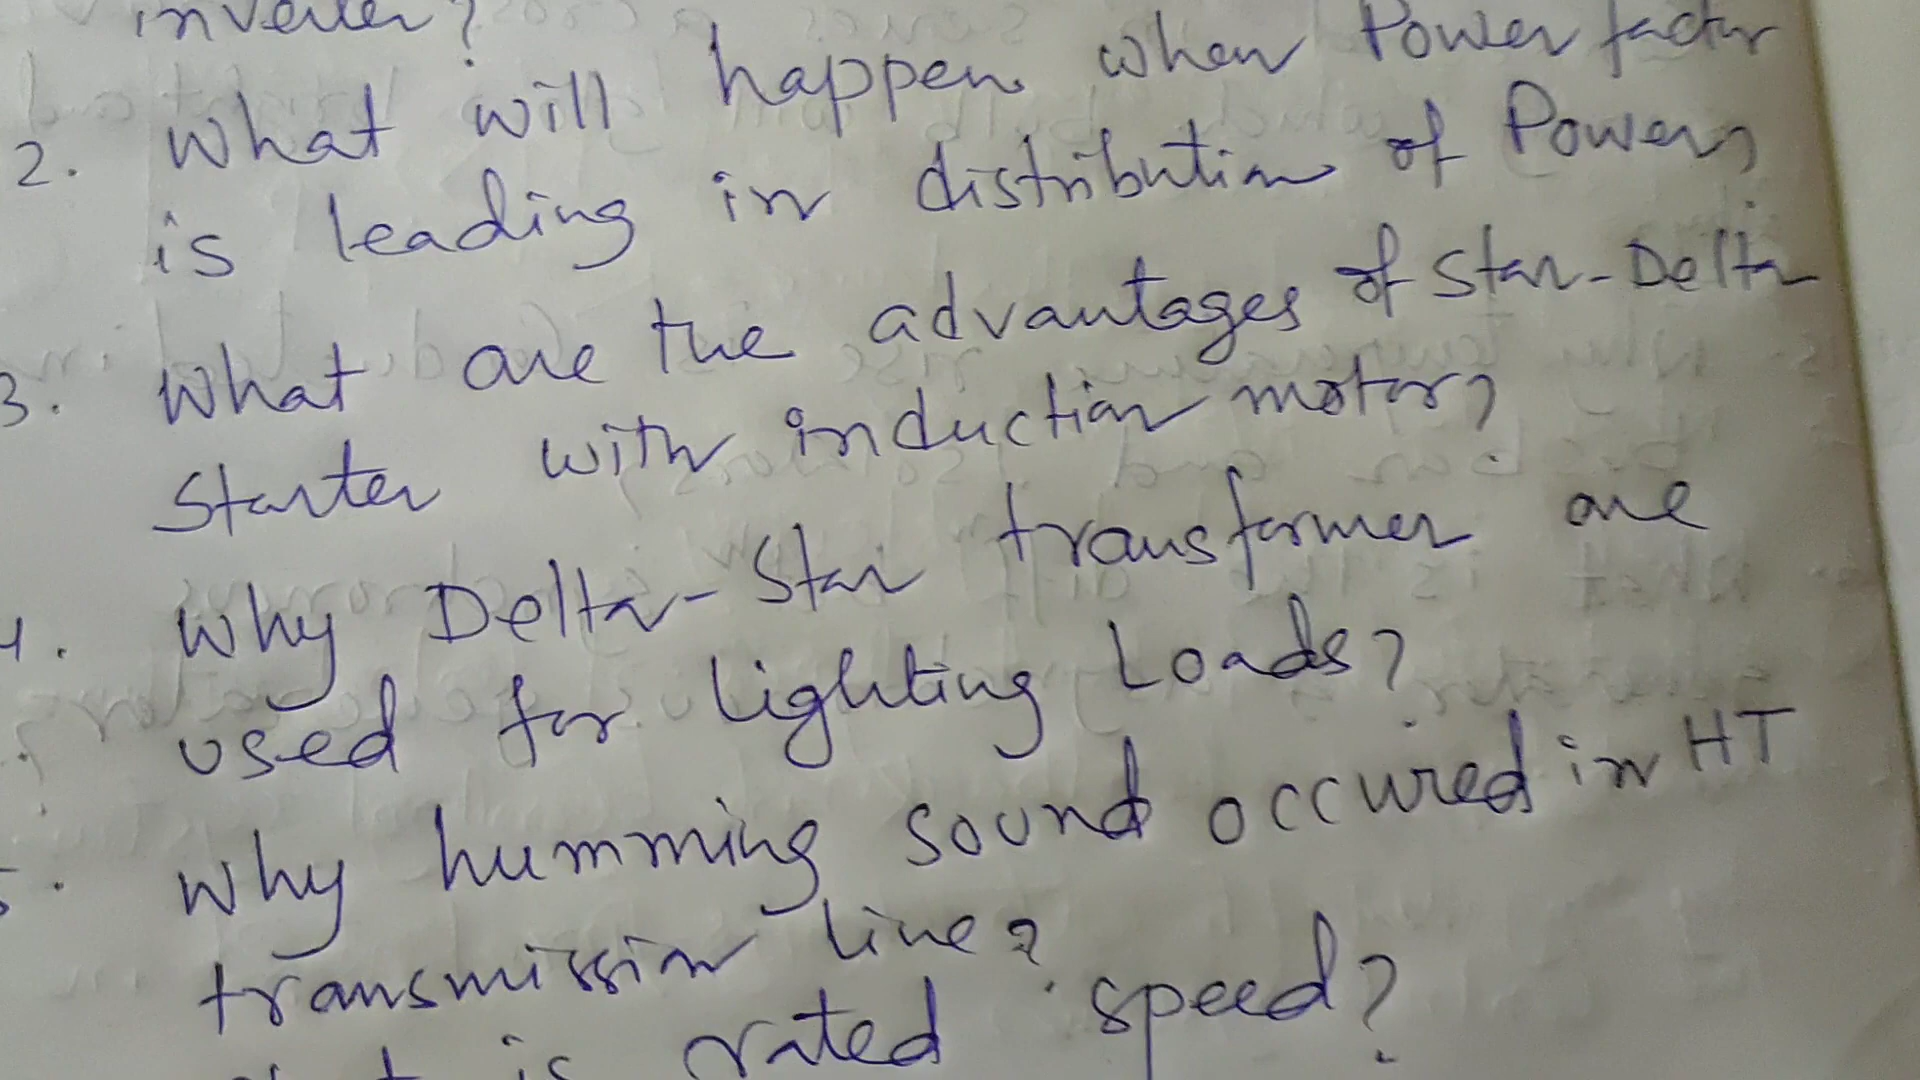 inverter?
2. What will happen when Power factor
is leading in distribution of Power?
3. What are the advantages of Star-Delta
Starter with induction motor?
4. Why Delta-Star transformer are
used for Lighting Loads?
5. Why humming sound occured in HT
transmission line?
is rated speed?